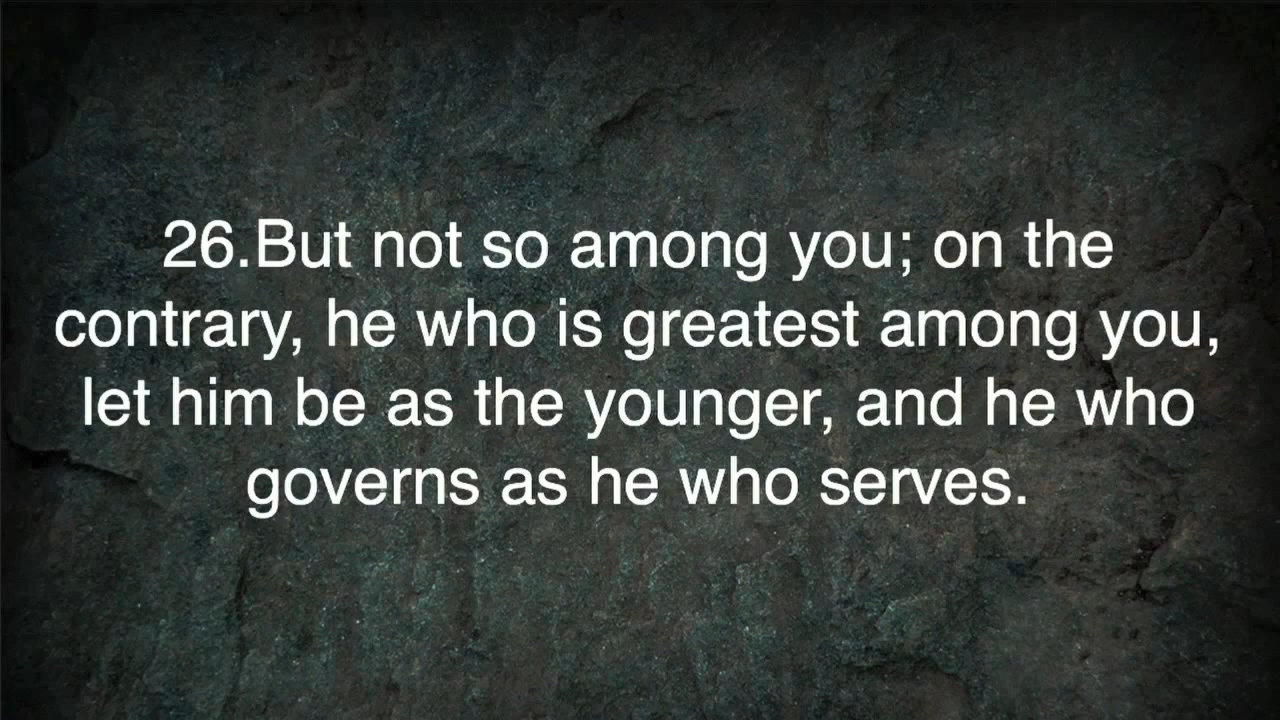 26.But not so among you; on the
contrary, he who is greatest among you,
let him be as the younger, and he who
governs as he who serves.